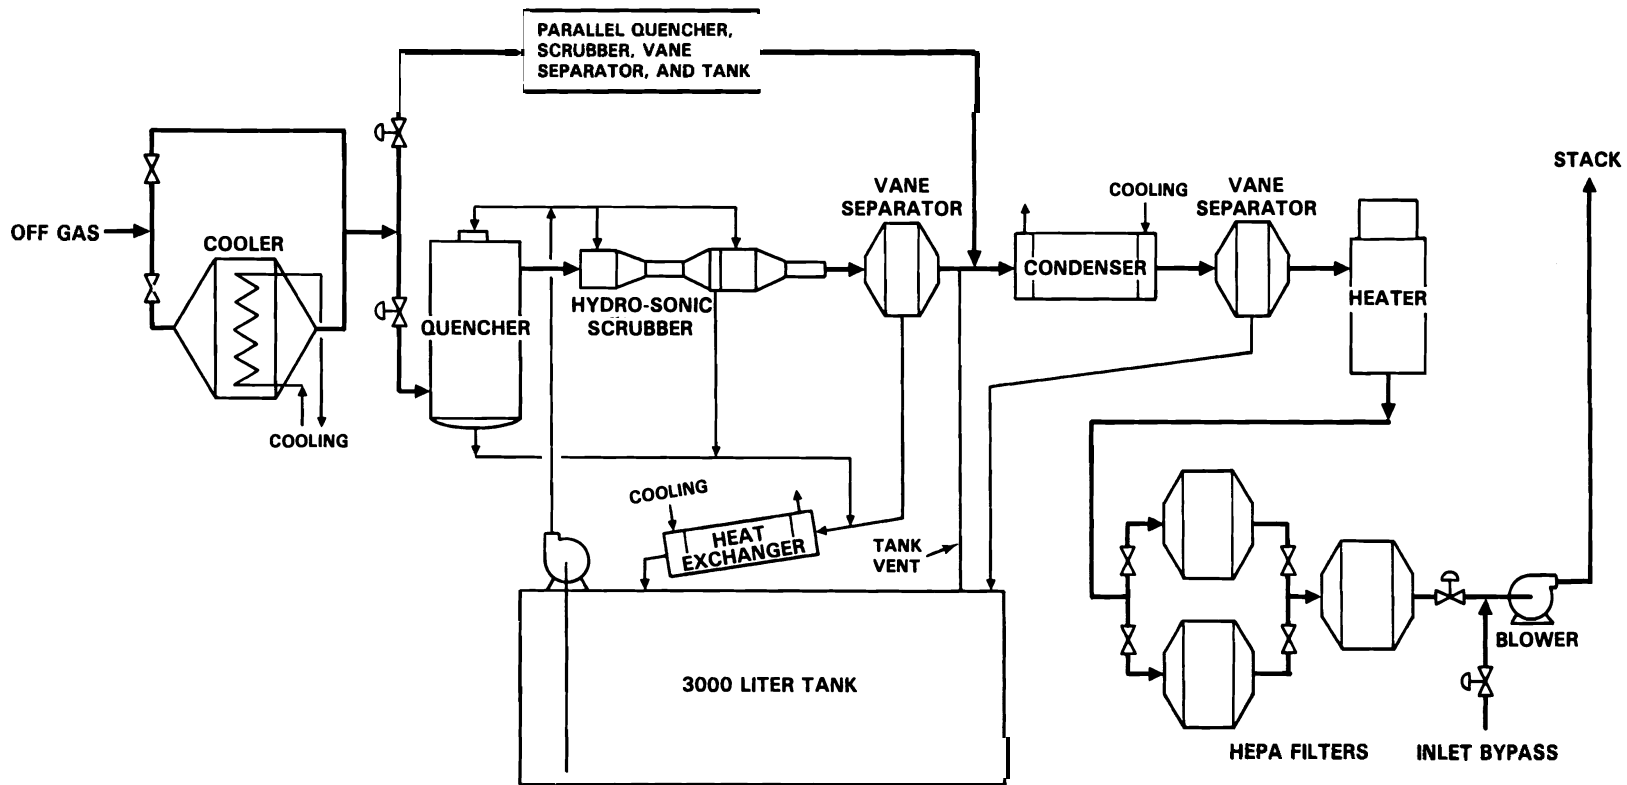 PARALLEL QUENCHER,
SCRUBBER, VANE
SEPARATOR, AND TANK
STACK
OFF GAS
COOLER
VANE
SEPARATOR
COOLING
VANE
SEPARATOR
CONDENSER
HEATER
HYDRO-SONIC
SCRUBBER
QUENCHER
COOLING
COOLING
HEAT
EXCHANGER
TANK
VENT
BLOWER
3000 LITER TANK
HEPA FILTERS
INLET BYPASS